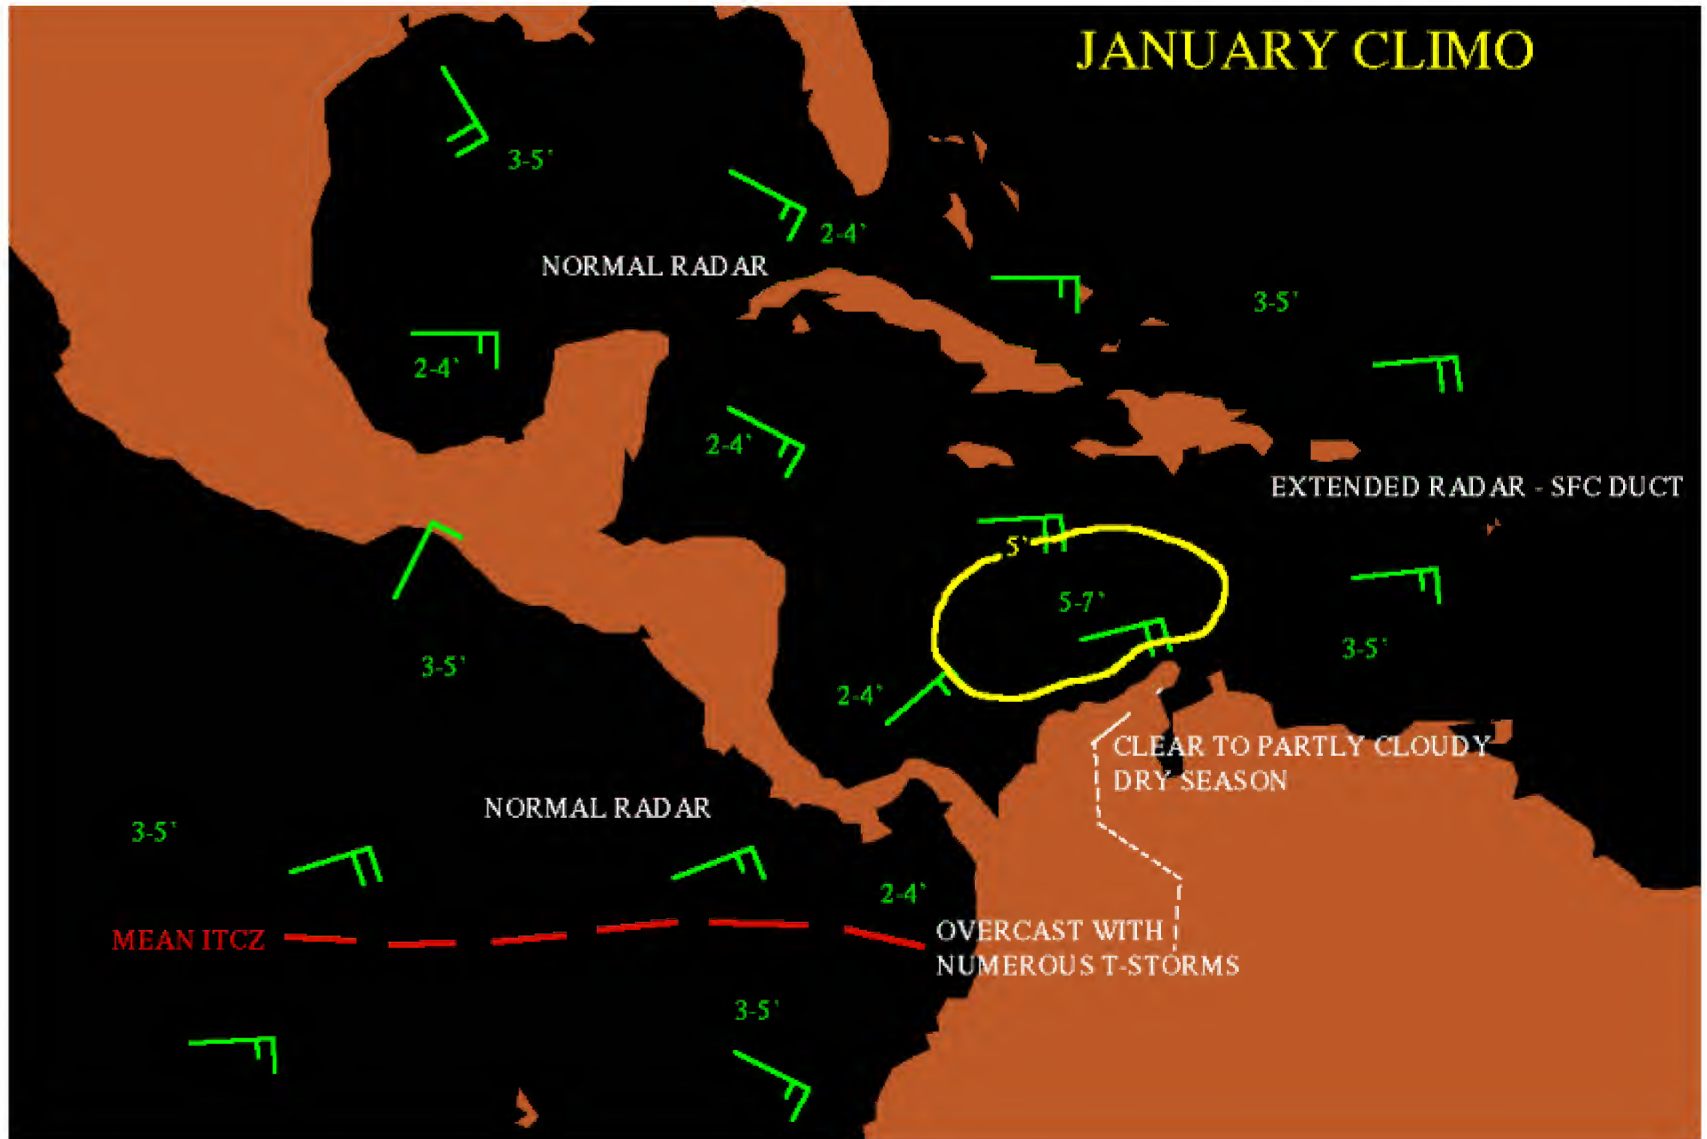 JANUARY CLIMO
3-5'
2-4'
NORMAL RADAR
3-5'
2-4'
2-4'
EXTENDED RADAR - SFC DUCT
5'
5-7'
3-5'
3-5'
2-4'
CLEAR TO PARTLY CLOUDY
DRY SEASON
NORMAL RADAR
3-5'
2-4'
MEAN ITCZ
OVERCAST WITH
NUMEROUS T-STORMS
3-5'